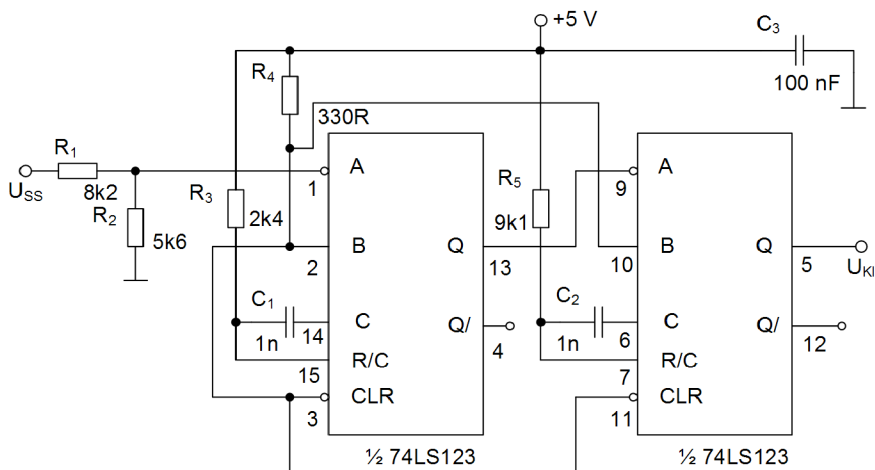 +5 V
C3
100 nF
R4
330R
R1
8k2
USS
R2
5k6
R3
2k4
R5
9k1
A
1
B
2
Q
13
C1
1n
14
C
Q/
4
15
R/C
3
CLR
½ 74LS123
A
9
B
10
Q
5
C2
1n
6
C
Q/
12
7
R/C
11
CLR
½ 74LS123